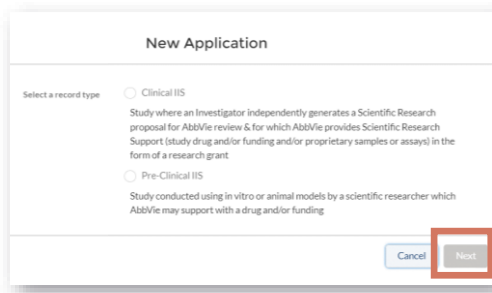 New Application
Select a record type
Clinical IIS
Study where an Investigator independently generates a Scientific Research
proposal for AbbVie review & for which AbbVie provides Scientific Research
Support (study drug and/or funding and/or proprietary samples or assays) in the
form of a research grant
Pre-Clinical IIS
Study conducted using in vitro or animal models by a scientific researcher which
AbbVie may support with a drug and/or funding
Cancel Next